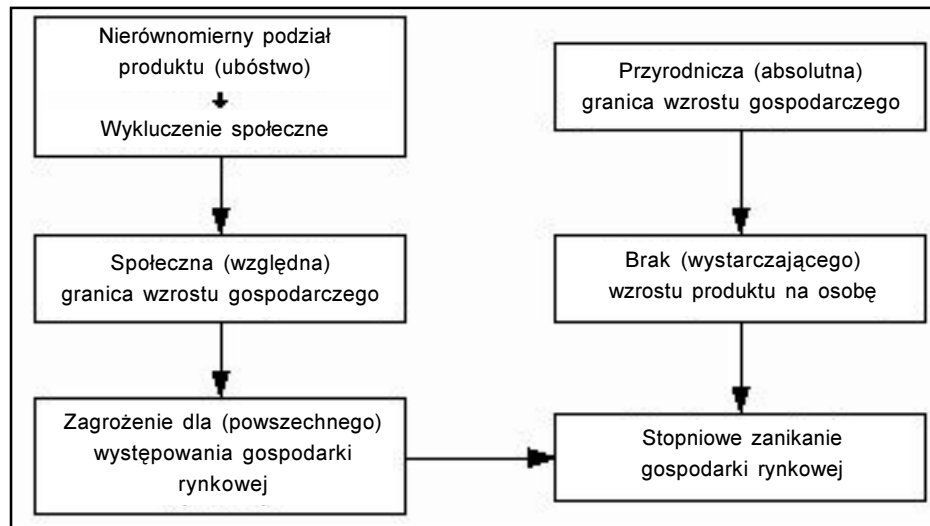 Nierównomierny podział
produktu (ubóstwo)
Wykluczenie społeczne
Społeczna (względna)
granica wzrostu gospodarczego
Zagrożenie dla (powszechnego)
występowania gospodarki
rynkowej
Przyrodnicza (absolutna)
granica wzrostu gospodarczego
Brak (wystarczającego)
wzrostu produktu na osobę
Stopniowe zanikanie
gospodarki rynkowej